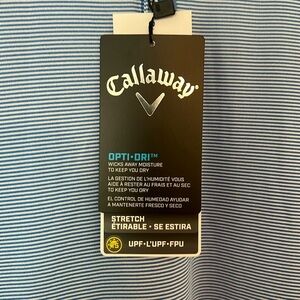 Callaway
OPTI•DRI™
WICKS AWAY MOISTURE
TO KEEP YOU DRY
LA GESTION DE L'HUMIDITÉ VOUS
AIDE À RESTER AU FRAIS ET AU SEC
TO KEEP YOU DRY
EL CONTROL DE HUMEDAD AYUDAR
A MANTENERTE FRESCO Y SECO
STRETCH
ÉTIRABLE • SE ESTIRA
UPF•L'UPF•FPU